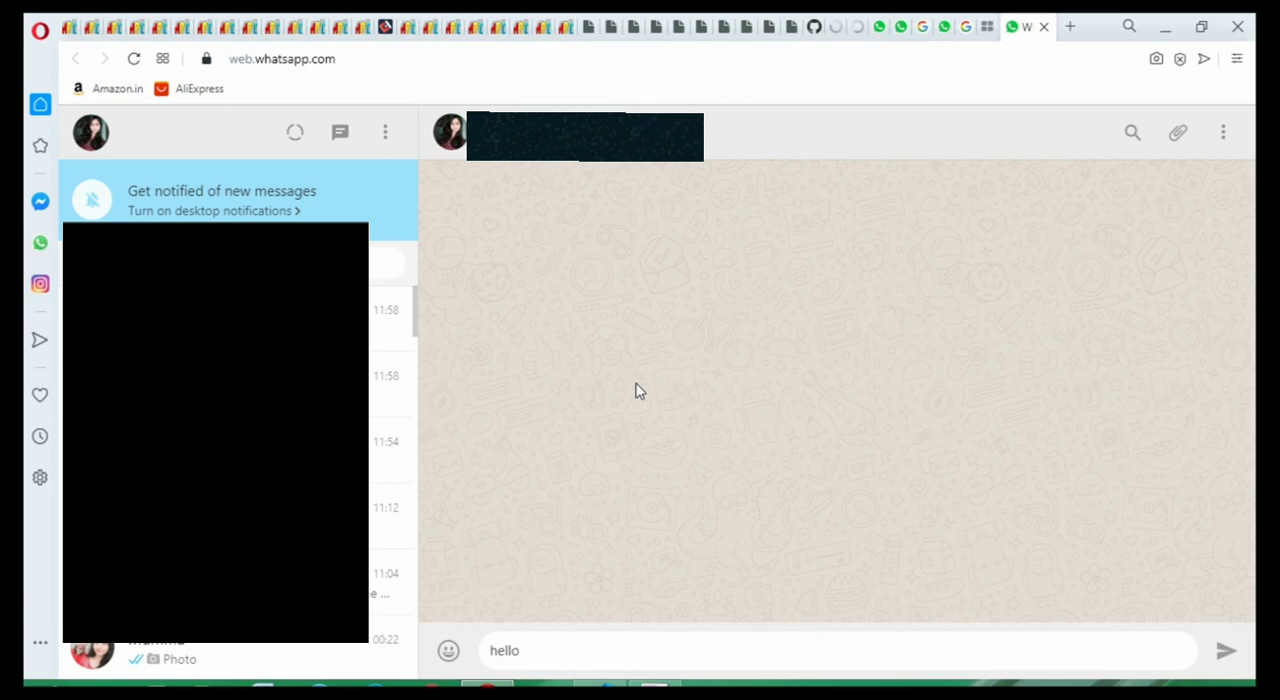 W
web.whatsapp.com
Amazon.in
AliExpress
Get notified of new messages
Turn on desktop notifications >
11:58
11:58
11:54
11:12
11:04
e ...
00:22
Photo
hello